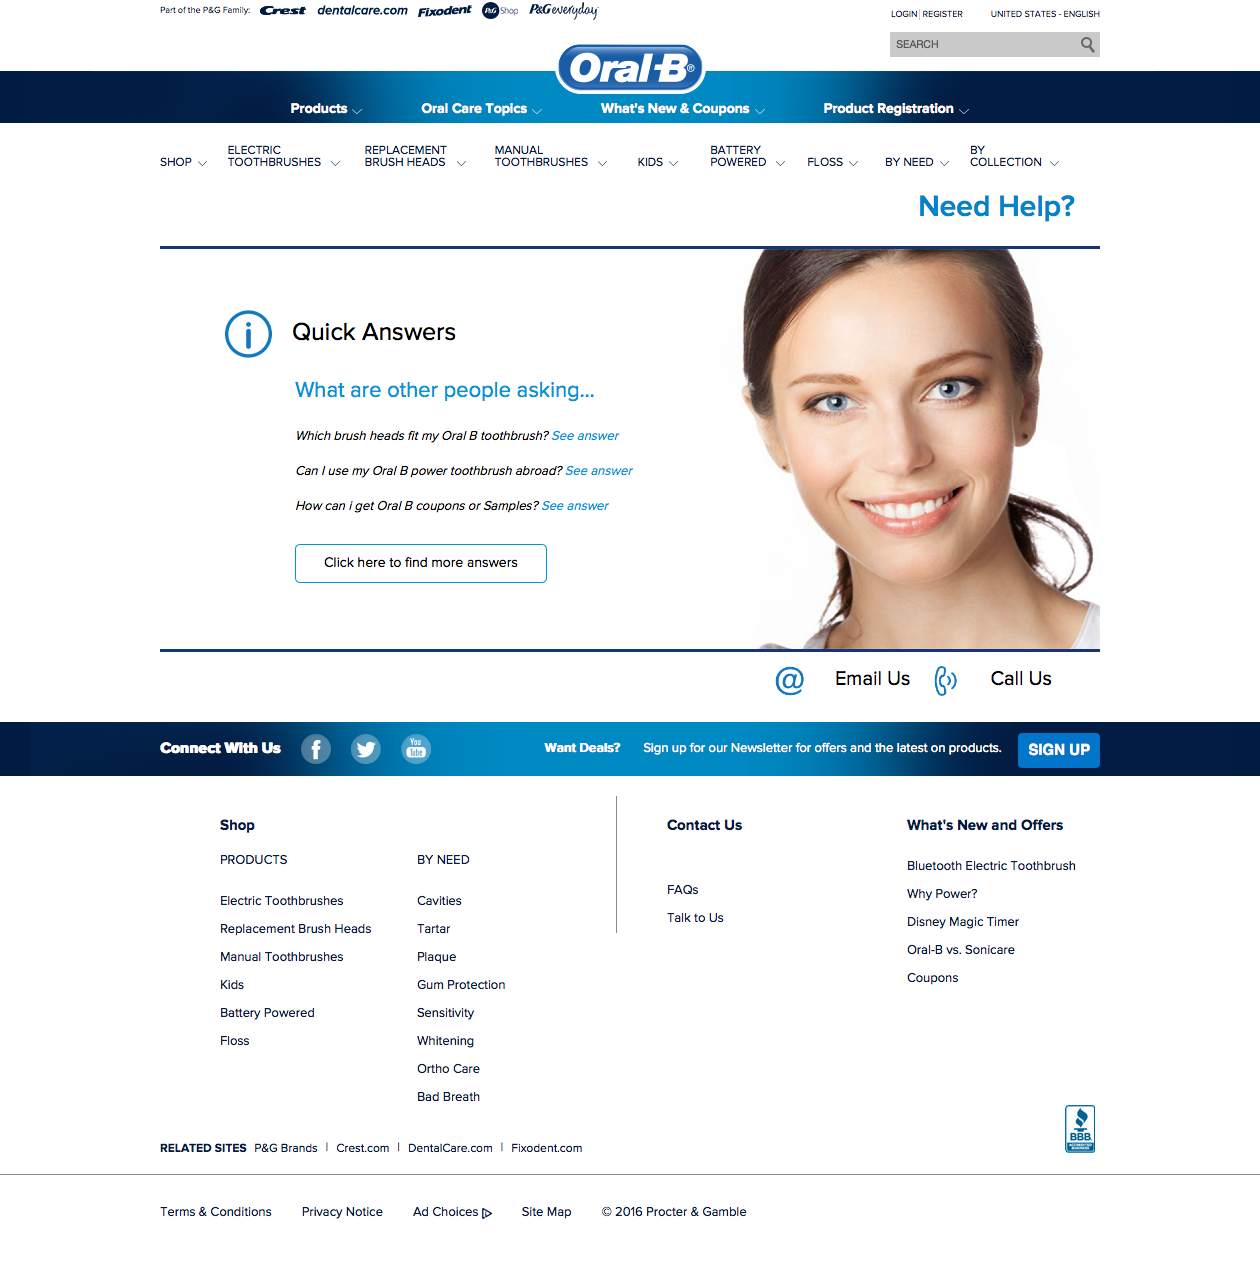 Part of the P&G Family: Crest dentalcare.com Fixodent P&G Shop P&G everyday
LOGIN | REGISTER UNITED STATES - ENGLISH
SEARCH
Oral-B®
Products Oral Care Topics What's New & Coupons Product Registration
SHOP ELECTRIC TOOTHBRUSHES REPLACEMENT BRUSH HEADS MANUAL TOOTHBRUSHES KIDS BATTERY POWERED FLOSS BY NEED BY COLLECTION
Need Help?
i Quick Answers
What are other people asking...
Which brush heads fit my Oral B toothbrush? See answer
Can I use my Oral B power toothbrush abroad? See answer
How can i get Oral B coupons or Samples? See answer
Click here to find more answers
@ Email Us Call Us
Connect With Us f You Tube Want Deals? Sign up for our Newsletter for offers and the latest on products. SIGN UP
Shop
PRODUCTS
Electric Toothbrushes
Replacement Brush Heads
Manual Toothbrushes
Kids
Battery Powered
Floss
BY NEED
Cavities
Tartar
Plaque
Gum Protection
Sensitivity
Whitening
Ortho Care
Bad Breath
Contact Us
FAQs
Talk to Us
What's New and Offers
Bluetooth Electric Toothbrush
Why Power?
Disney Magic Timer
Oral-B vs. Sonicare
Coupons
BBB.
ACCREDITED
BUSINESS
RELATED SITES P&G Brands | Crest.com | DentalCare.com | Fixodent.com
Terms & Conditions Privacy Notice Ad Choices Site Map © 2016 Procter & Gamble